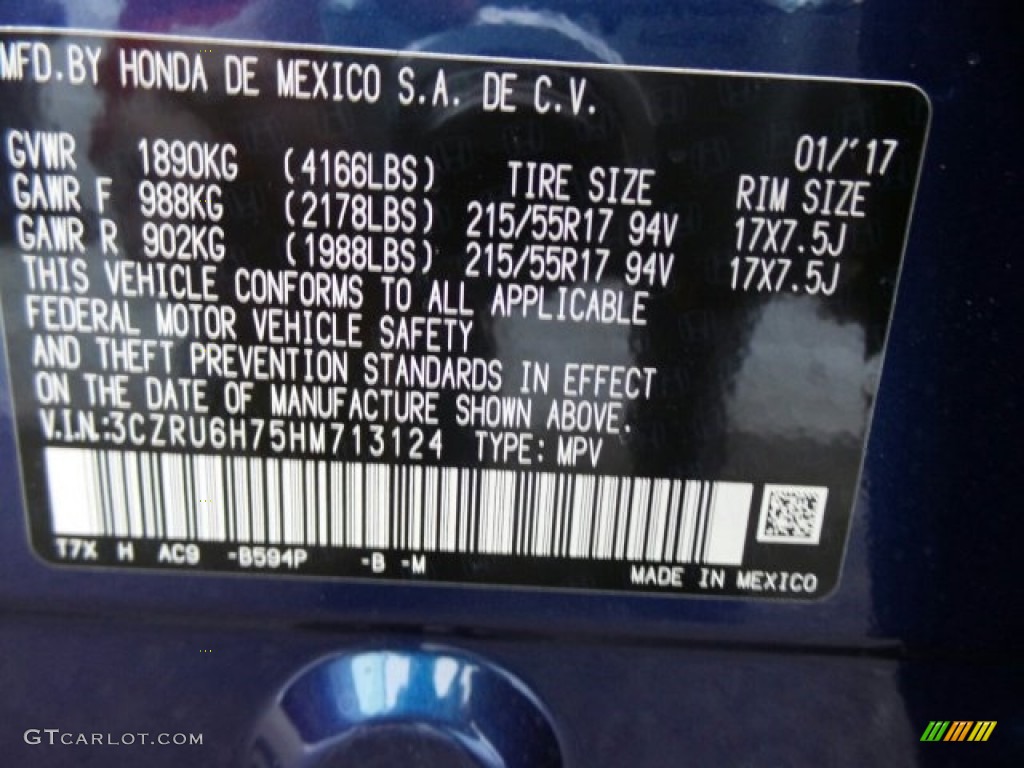 MFD.BY HONDA DE MEXICO S.A. DE C.V.
01/'17
GVWR 1890KG (4166LBS) TIRE SIZE RIM SIZE
GAWR F 988KG (2178LBS) 215/55R17 94V 17X7.5J
GAWR R 902KG (1988LBS) 215/55R17 94V 17X7.5J
THIS VEHICLE CONFORMS TO ALL APPLICABLE
FEDERAL MOTOR VEHICLE SAFETY
AND THEFT PREVENTION STANDARDS IN EFFECT
ON THE DATE OF MANUFACTURE SHOWN ABOVE.
V.I.N.:3CZRU6H75HM713124 TYPE: MPV
T7X H AC9 -B594P -B -M
MADE IN MEXICO
GTCARLOT.COM